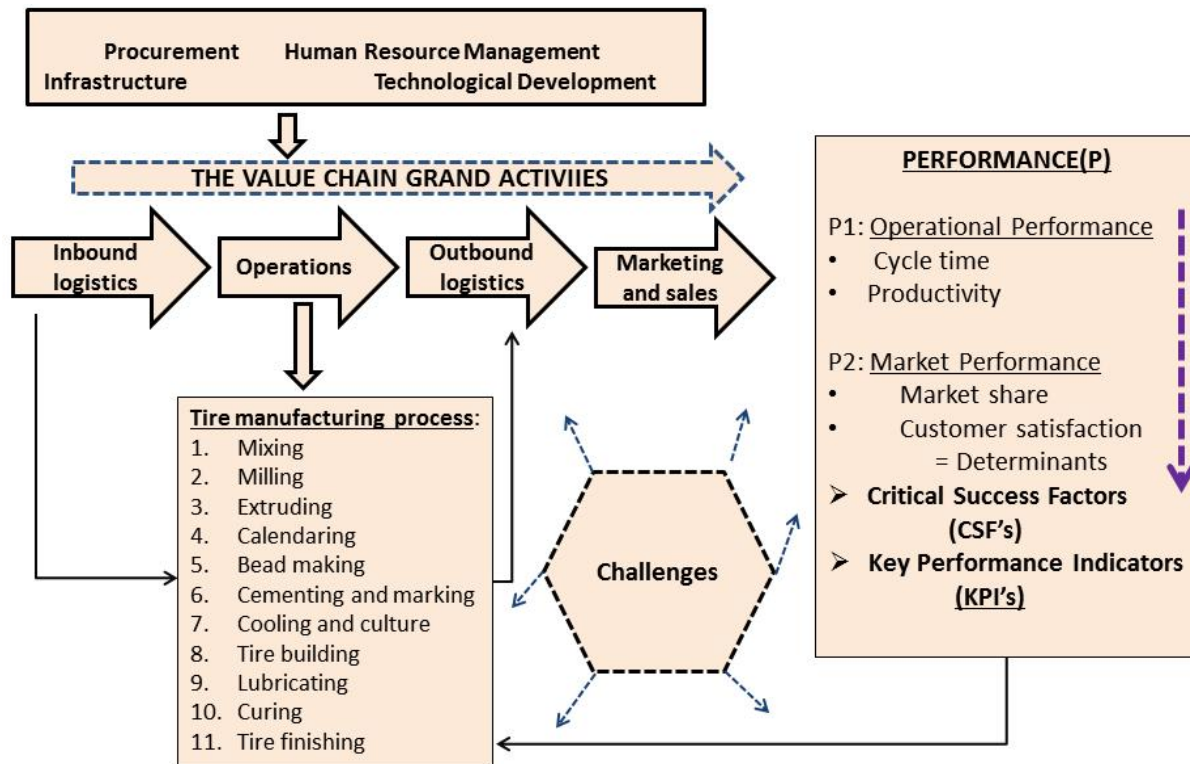 Procurement Human Resource Management
Infrastructure Technological Development
THE VALUE CHAIN GRAND ACTIVIIES
Inbound
logistics
Operations
Outbound
logistics
Marketing
and sales
Tire manufacturing process:
1. Mixing
2. Milling
3. Extruding
4. Calendaring
5. Bead making
6. Cementing and marking
7. Cooling and culture
8. Tire building
9. Lubricating
10. Curing
11. Tire finishing
Challenges
PERFORMANCE(P)
P1: Operational Performance
• Cycle time
• Productivity
P2: Market Performance
• Market share
• Customer satisfaction
= Determinants
➢ Critical Success Factors
(CSF's)
➢ Key Performance Indicators
(KPI's)